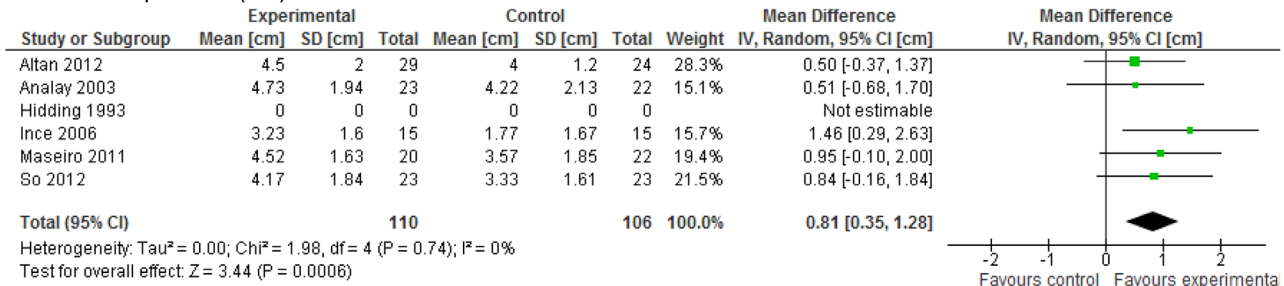 Experimental Control Mean Difference Mean Difference
Study or Subgroup Mean [cm] SD [cm] Total Mean [cm] SD [cm] Total Weight IV, Random, 95% CI [cm] IV, Random, 95% CI [cm]
Altan 2012 4.5 2 29 4 1.2 24 28.3% 0.50 [-0.37, 1.37]
Analay 2003 4.73 1.94 23 4.22 2.13 22 15.1% 0.51 [-0.68, 1.70]
Hidding 1993 0 0 0 0 0 0 Not estimable
Ince 2006 3.23 1.6 15 1.77 1.67 15 15.7% 1.46 [0.29, 2.63]
Maseiro 2011 4.52 1.63 20 3.57 1.85 22 19.4% 0.95 [-0.10, 2.00]
So 2012 4.17 1.84 23 3.33 1.61 23 21.5% 0.84 [-0.16, 1.84]
Total (95% CI) 110 106 100.0% 0.81 [0.35, 1.28]
Heterogeneity: Tau² = 0.00; Chi² = 1.98, df = 4 (P = 0.74); I² = 0%
Test for overall effect: Z = 3.44 (P = 0.0006)
-2 -1 0 1 2
Favours control Favours experimental